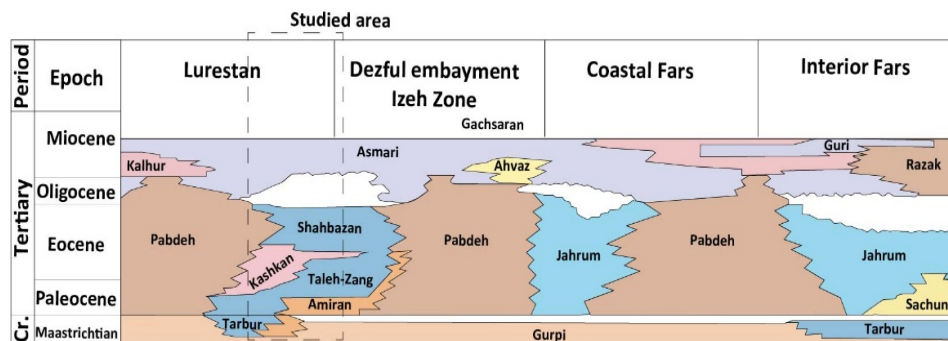 Studied area
Period
Epoch
Lurestan
Dezful embayment
Izeh Zone
Coastal Fars
Interior Fars
Gachsaran
Tertiary
Miocene
Kalhur
Asmari
Ahvaz
Guri
Razak
Oligocene
Eocene
Pabdeh
Shahbazan
Kashkan
Taleh-Zang
Pabdeh
Jahrum
Pabdeh
Jahrum
Paleocene
Amiran
Sachun
Cr.
Maastrichtian
Tarbur
Gurpi
Tarbur